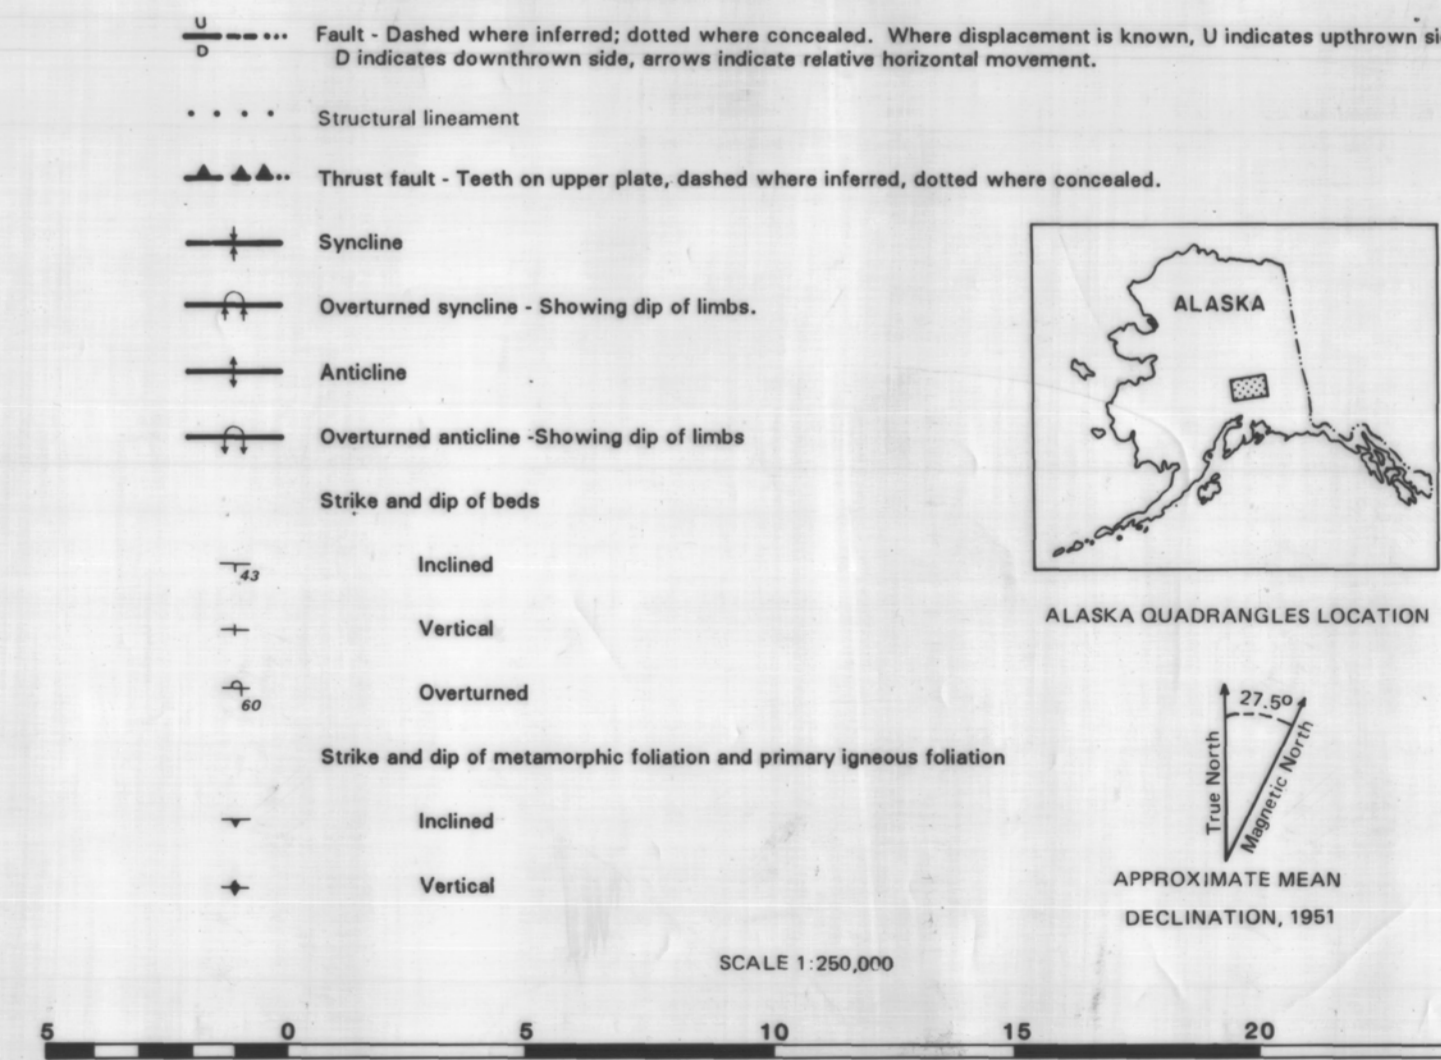 U
D
Fault - Dashed where inferred; dotted where concealed. Where displacement is known, U indicates upthrown
D indicates downthrown side, arrows indicate relative horizontal movement.
Structural lineament
Thrust fault - Teeth on upper plate, dashed where inferred, dotted where concealed.
Syncline
Overturned syncline - Showing dip of limbs.
Anticline
Overturned anticline -Showing dip of limbs
Strike and dip of beds
43
Inclined
Vertical
60
Overturned
Strike and dip of metamorphic foliation and primary igneous foliation
Inclined
Vertical
ALASKA
ALASKA QUADRANGLES LOCATION
27.5º
True North
Magnetic North
APPROXIMATE MEAN
DECLINATION, 1951
SCALE 1:250,000
5 0 5 10 15 20